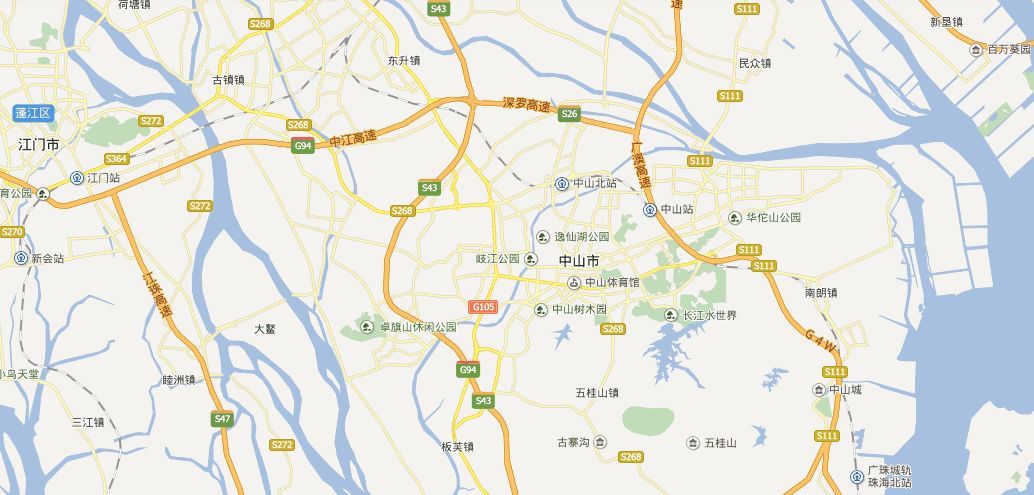 荷塘镇
S268
S43
速
S111
新垦镇
百万葵园
东升镇
民众镇
古镇镇
S111
蓬江区
S272
S268
中江高速
深罗高速
S26
江门市
G94
广澳高速
S364
S111
江门站
S43
中山北站
育公园
S272
S268
中山站
华佗山公园
S270
逸仙湖公园
新会站
岐江公园
中山市
S111
S111
江珠高速
中山体育馆
南朗镇
G105
中山树木园
长江水世界
大鳌
卓旗山休闲公园
S268
G4W
小鸟天堂
睦洲镇
G94
S111
五桂山镇
中山城
S43
三江镇
S47
S272
板芙镇
古寨沟
五桂山
S111
S268
广珠城轨
珠海北站